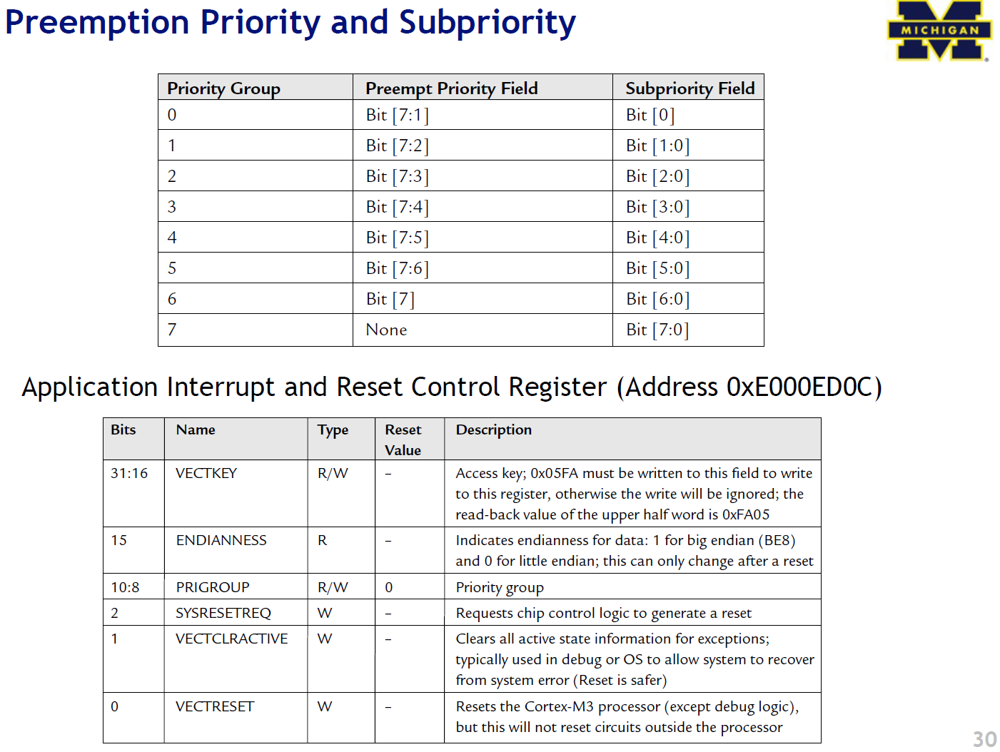 Preemption Priority and Subpriority
MICHIGAN
Priority Group Preempt Priority Field Subpriority Field
0 Bit [7:1] Bit [0]
1 Bit [7:2] Bit [1:0]
2 Bit [7:3] Bit [2:0]
3 Bit [7:4] Bit [3:0]
4 Bit [7:5] Bit [4:0]
5 Bit [7:6] Bit [5:0]
6 Bit [7] Bit [6:0]
7 None Bit [7:0]
Application Interrupt and Reset Control Register (Address 0xE000ED0C)
Bits Name Type Reset Description
Value
31:16 VECTKEY R/W – Access key; 0x05FA must be written to this field to write
to this register, otherwise the write will be ignored; the
read-back value of the upper half word is 0xFA05
15 ENDIANNESS R – Indicates endianness for data: 1 for big endian (BE8)
and 0 for little endian; this can only change after a reset
10:8 PRIGROUP R/W 0 Priority group
2 SYSRESETREQ W – Requests chip control logic to generate a reset
1 VECTCLRACTIVE W – Clears all active state information for exceptions;
typically used in debug or OS to allow system to recover
from system error (Reset is safer)
0 VECTRESET W – Resets the Cortex-M3 processor (except debug logic),
but this will not reset circuits outside the processor
30